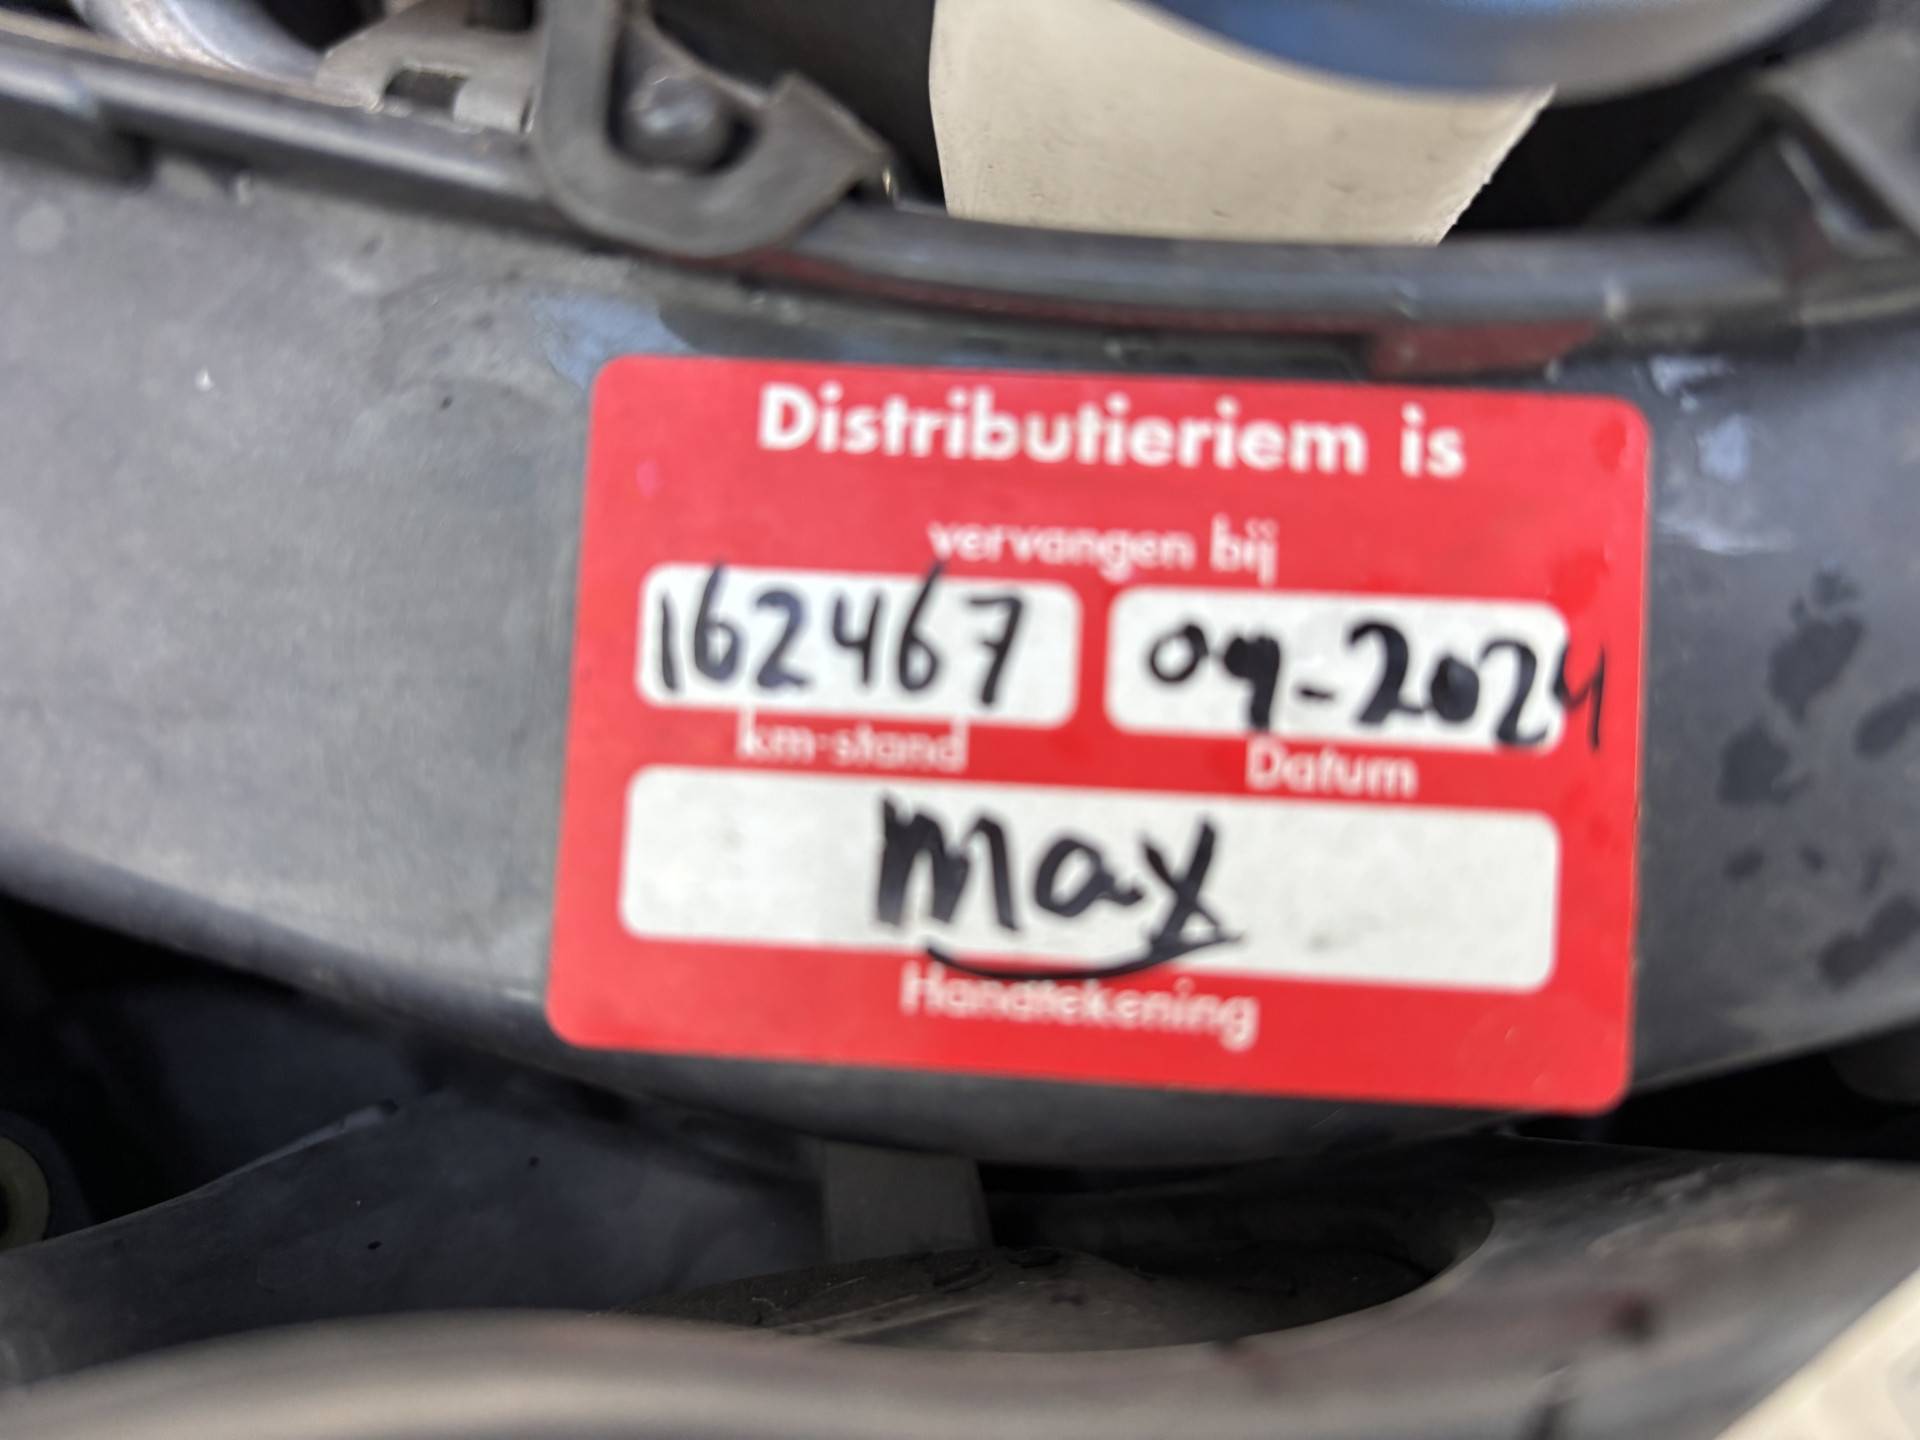 Distributieriem is
vervangen bij
162467 09-2024
km-stand Datum
Max
Handtekening